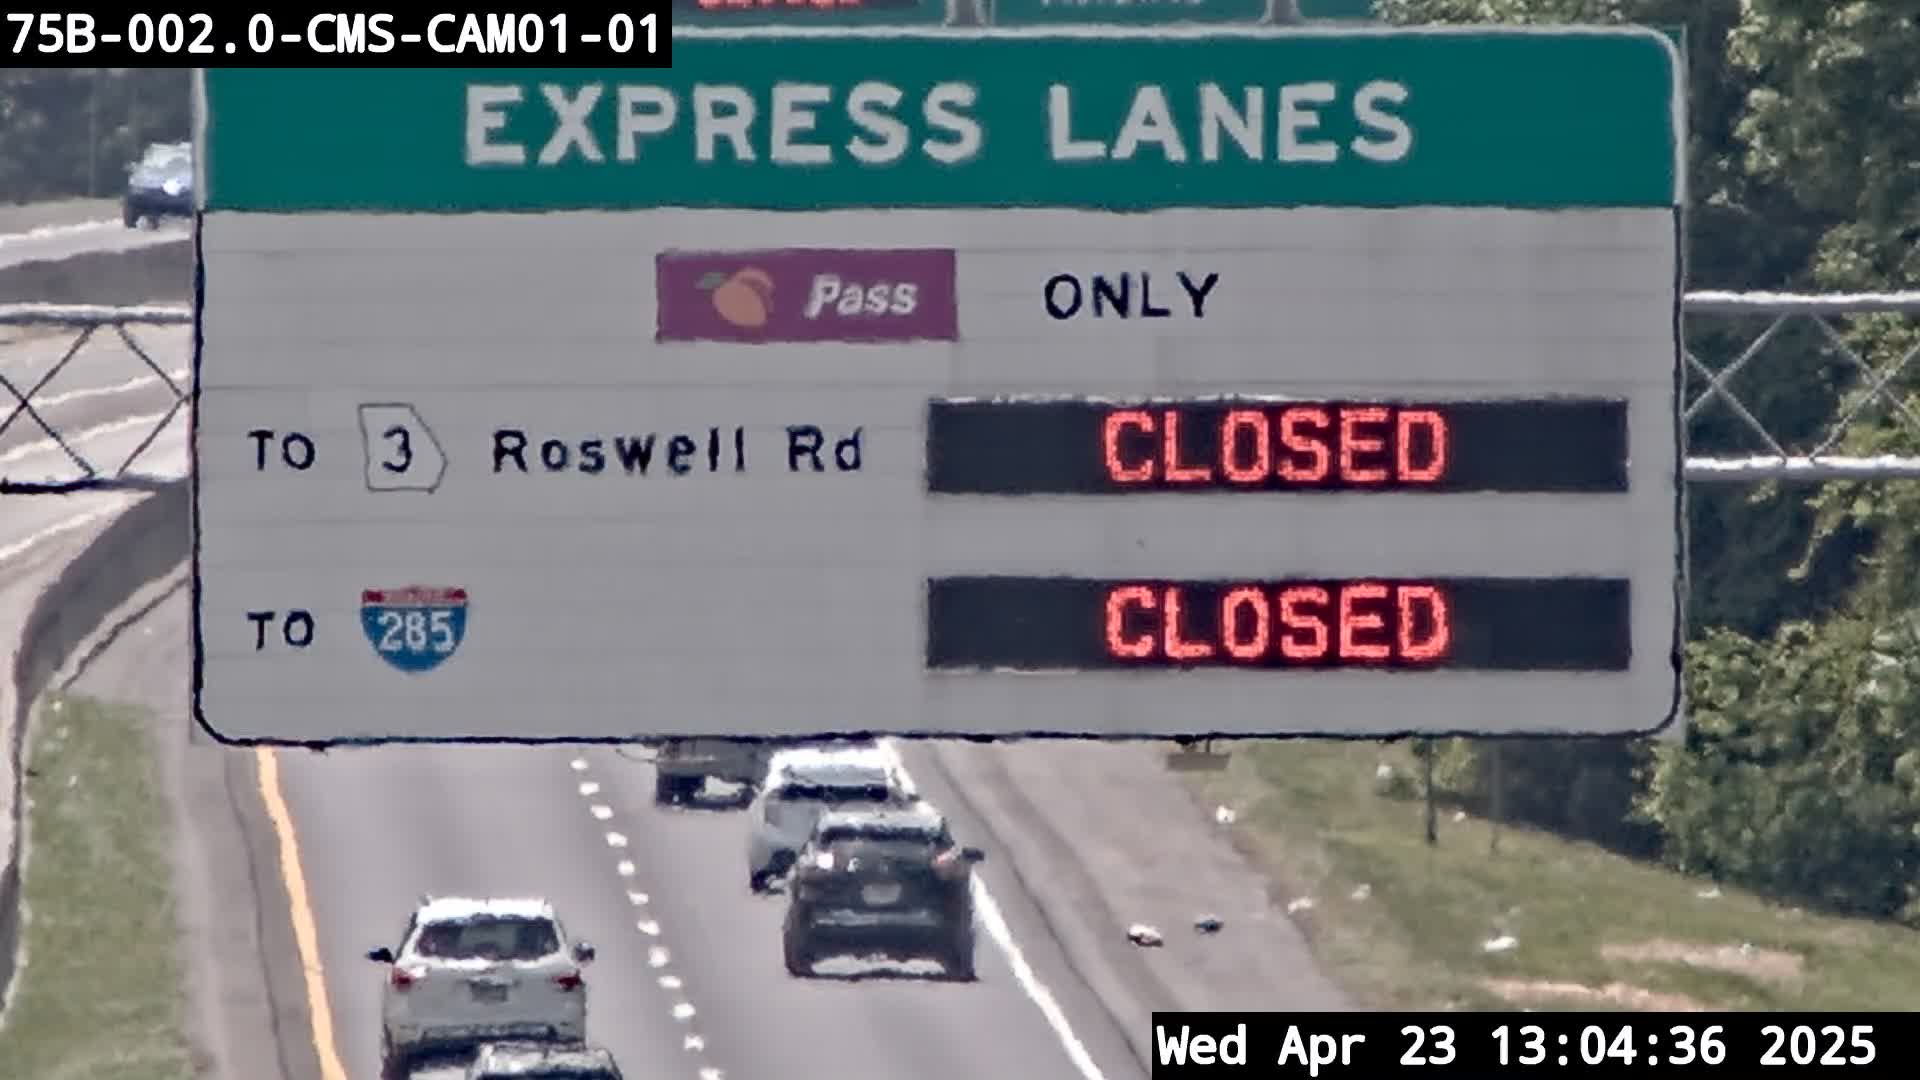 75B-002.0-CMS-CAM01-01
EXPRESS LANES
Pass ONLY
TO 3 Roswell Rd CLOSED
TO 285 CLOSED
Wed Apr 23 13:04:36 2025